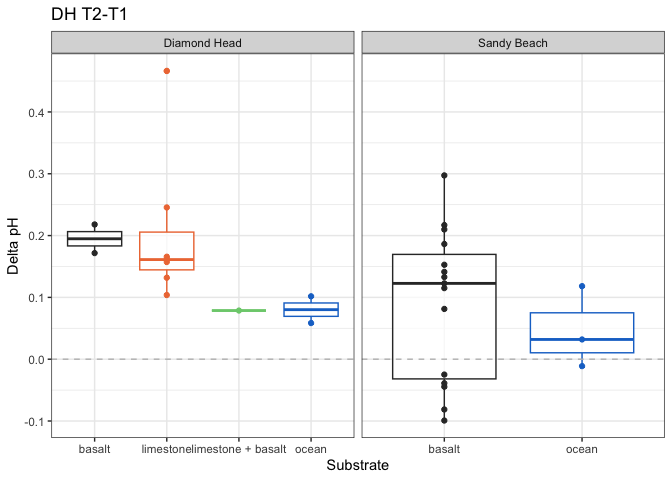 DH T2-T1
Diamond Head
Sandy Beach
Delta pH
0.4
0.3
0.2
0.1
0.0
-0.1
basalt limestone limestone + basalt ocean
basalt ocean
Substrate